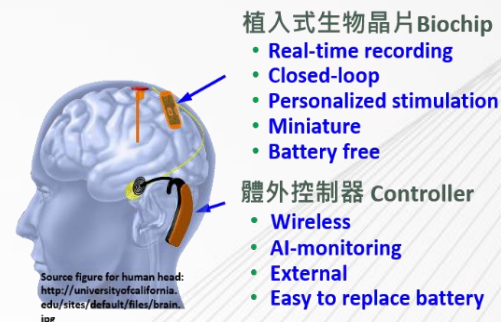 植入式生物晶片Biochip
• Real-time recording
• Closed-loop
• Personalized stimulation
• Miniature
• Battery free
體外控制器 Controller
• Wireless
• AI-monitoring
• External
• Easy to replace battery
Source figure for human head:
http://universityofcalifornia.
edu/sites/default/files/brain.
jpg